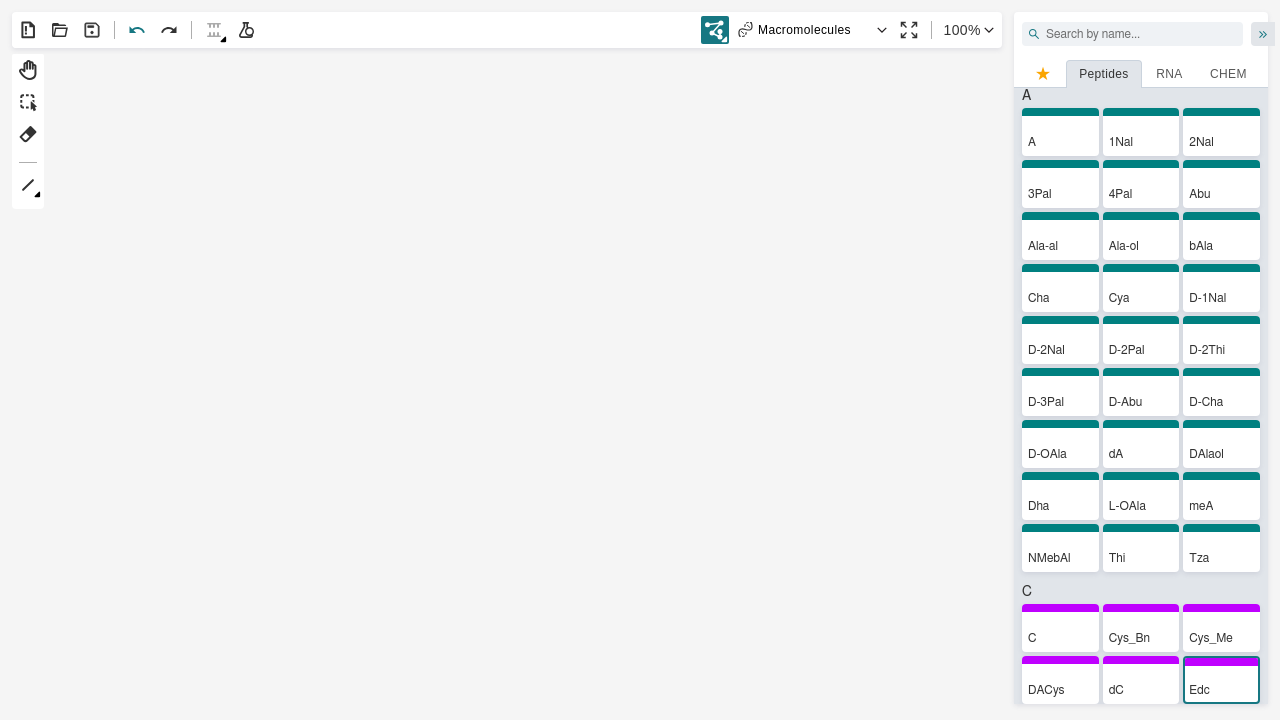 Macromolecules
100%
Search by name...
Peptides RNA CHEM
A
A 1Nal 2Nal
3Pal 4Pal Abu
Ala-al Ala-ol bAla
Cha Cya D-1Nal
D-2Nal D-2Pal D-2Thi
D-3Pal D-Abu D-Cha
D-OAla dA DAlaol
Dha L-OAla meA
NMebAl Thi Tza
C
C Cys_Bn Cys_Me
DACys dC Edc